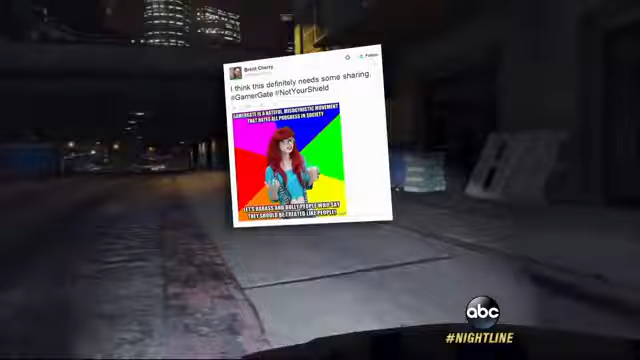 Brent Cherry
Follow
I think this definitely needs some sharing.
#GamerGate #NotYourShield
GAMERGATE IS A HATEFUL MISOGYNISTIC MOVEMENT
THAT HATES ALL PROGRESS IN SOCIETY
LET'S HARASS AND BULLY PEOPLE WHO SAY
THEY SHOULD BE TREATED LIKE PEOPLE!
abc
#NIGHTLINE